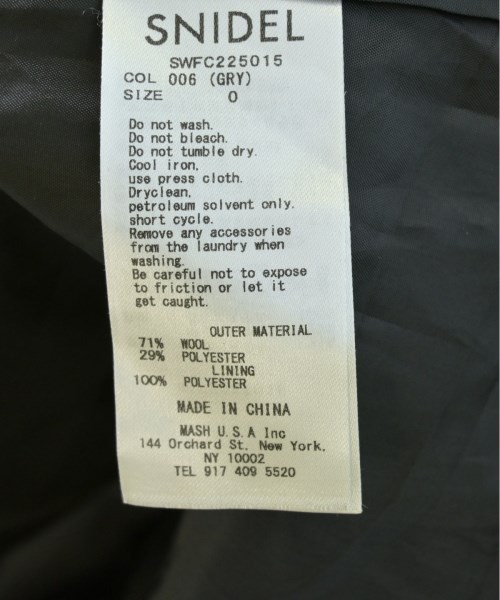 SNIDEL
SWFC225015
COL 006 (GRY)
SIZE 0
Do not wash.
Do not bleach.
Do not tumble dry.
Cool iron,
use press cloth.
Dryclean,
petroleum solvent only.
short cycle.
Remove any accessories
from the laundry when
washing.
Be careful not to expose
to friction or let it
get caught.
OUTER MATERIAL
71% WOOL
29% POLYESTER
LINING
100% POLYESTER
MADE IN CHINA
MASH U.S.A Inc
144 Orchard St. New York.
NY 10002
TEL 917 409 5520